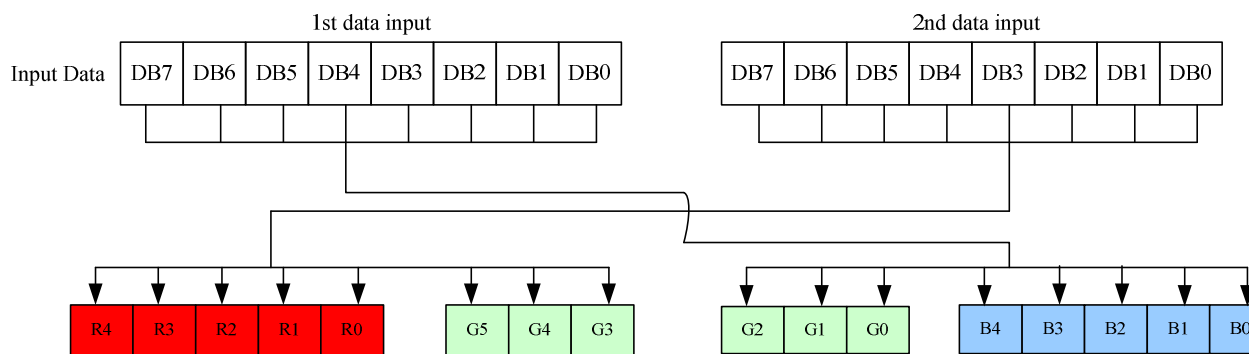 1st data input 2nd data input
Input Data DB7 DB6 DB5 DB4 DB3 DB2 DB1 DB0 DB7 DB6 DB5 DB4 DB3 DB2 DB1 DB0
R4 R3 R2 R1 R0 G5 G4 G3 G2 G1 G0 B4 B3 B2 B1 B0